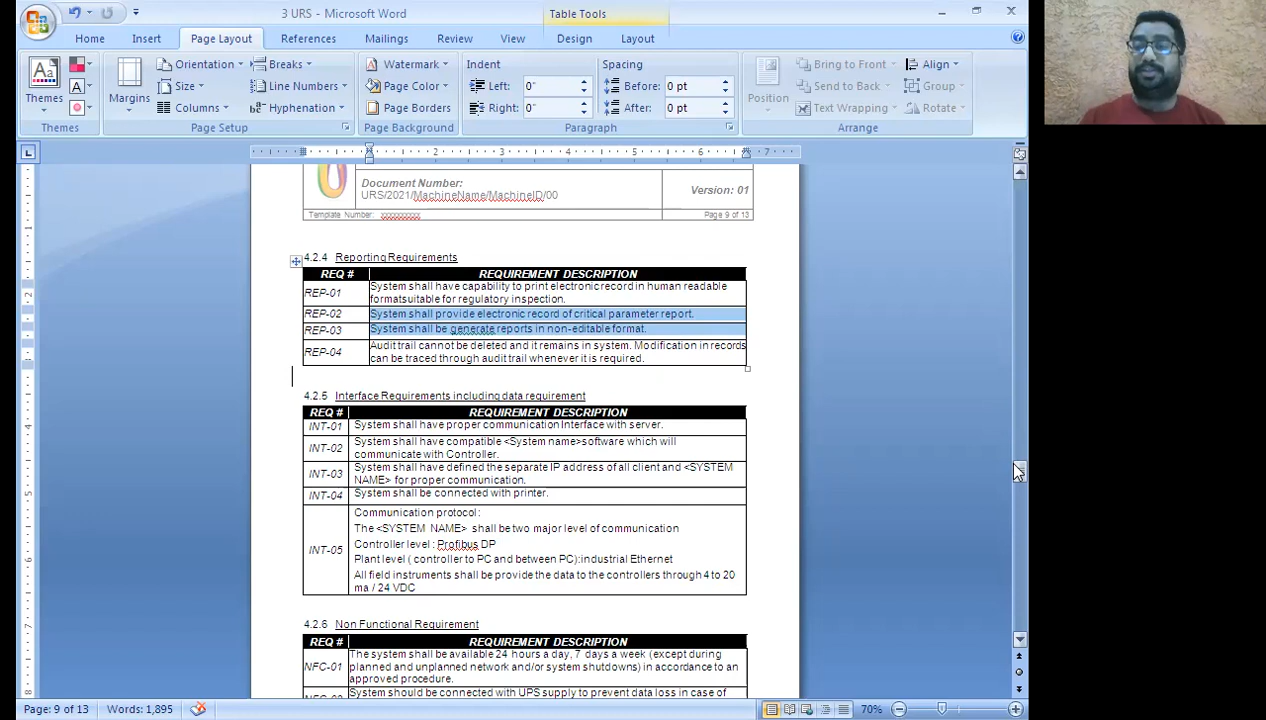 3 URS - Microsoft Word
Table Tools
Home Insert Page Layout References Mailings Review View Design Layout
Themes
Themes
Margins
Orientation
Size
Columns
Breaks
Line Numbers
Hyphenation
Page Setup
Watermark
Page Color
Page Borders
Page Background
Indent
Left: 0"
Right: 0"
Spacing
Before: 0 pt
After: 0 pt
Paragraph
Position
Bring to Front
Send to Back
Text Wrapping
Align
Group
Rotate
Arrange
2 3 4 5 6 7
Document Number:
URS/2021/MachineName/MachineID/00
Version: 01
Template Number: xxxxxxxxxx
Page 9 of 13
4.2.4 Reporting Requirements
REQ # REQUIREMENT DESCRIPTION
REP-01 System shall have capability to print electronic record in human readable
formatsuitable for regulatory inspection.
REP-02 System shall provide electronic record of critical parameter report.
REP-03 System shall be generate reports in non-editable format.
REP-04 Audit trail cannot be deleted and it remains in system. Modification in records
can be traced through audit trail whenever it is required.
4.2.5 Interface Requirements including data requirement
REQ # REQUIREMENT DESCRIPTION
INT-01 System shall have proper communication Interface with server.
INT-02 System shall have compatible <System name>software which will
communicate with Controller.
INT-03 System shall have defined the separate IP address of all client and <SYSTEM
NAME> for proper communication.
INT-04 System shall be connected with printer.
INT-05 Communication protocol:
The <SYSTEM NAME> shall be two major level of communication
Controller level : Profibus DP
Plant level ( controller to PC and between PC):industrial Ethernet
All field instruments shall be provide the data to the controllers through 4 to 20
ma / 24 VDC
4.2.6 Non Functional Requirement
REQ # REQUIREMENT DESCRIPTION
NFC-01 The system shall be available 24 hours a day, 7 days a week (except during
planned and unplanned network and/or system shutdowns) in accordance to an
approved procedure.
System should be connected with UPS supply to prevent data loss in case of
Page: 9 of 13 Words: 1,895 70%